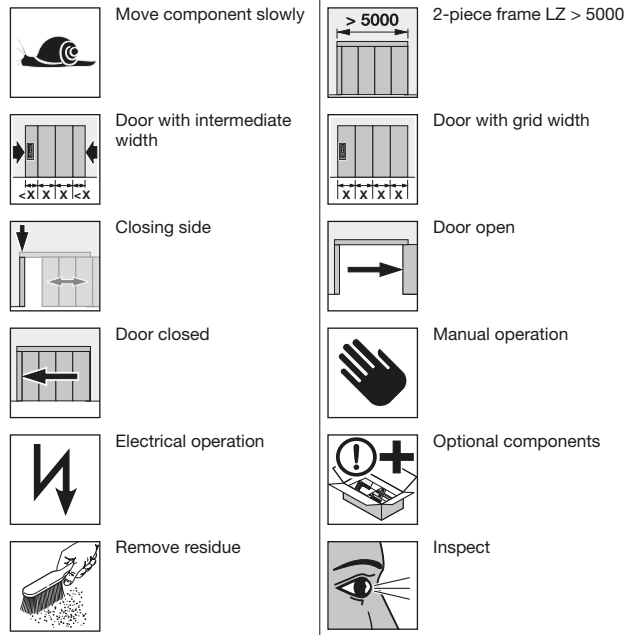 Move component slowly
> 5000
2-piece frame LZ > 5000
Door with intermediate
width
<X X X <X
Door with grid width
X X X X
Closing side
Door open
Door closed
Manual operation
Electrical operation
Optional components
Remove residue
Inspect